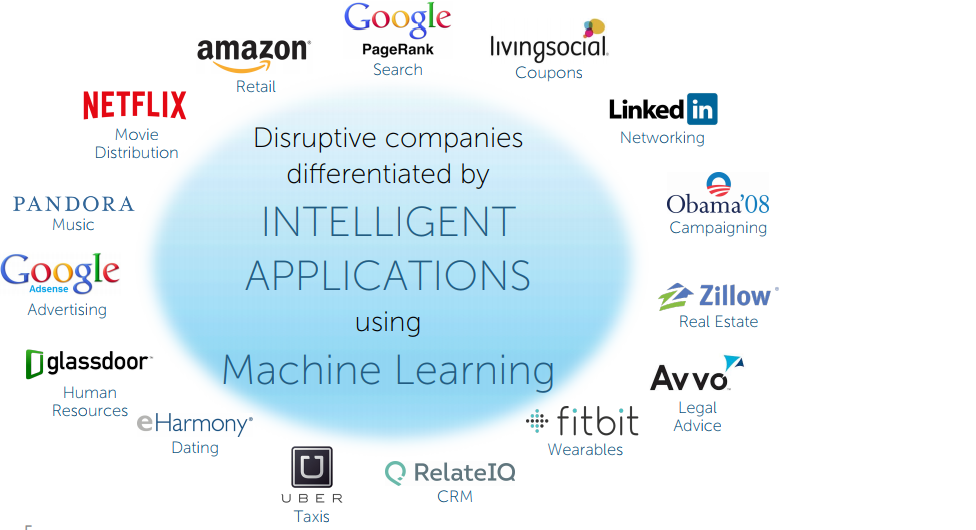 Google
PageRank
Search
amazon
Retail
livingsocial.
Coupons
NETFLIX
Movie
Distribution
Linked in
Networking
PANDORA
Music
Obama'08
Campaigning
Google
Adsense
Advertising
Zillow®
Real Estate
glassdoor
Human
Resources
Avvo
Legal
Advice
eHarmony®
Dating
fitbit
Wearables
U
UBER
Taxis
RelateIQ
CRM
Disruptive companies
differentiated by
INTELLIGENT
APPLICATIONS
using
Machine Learning